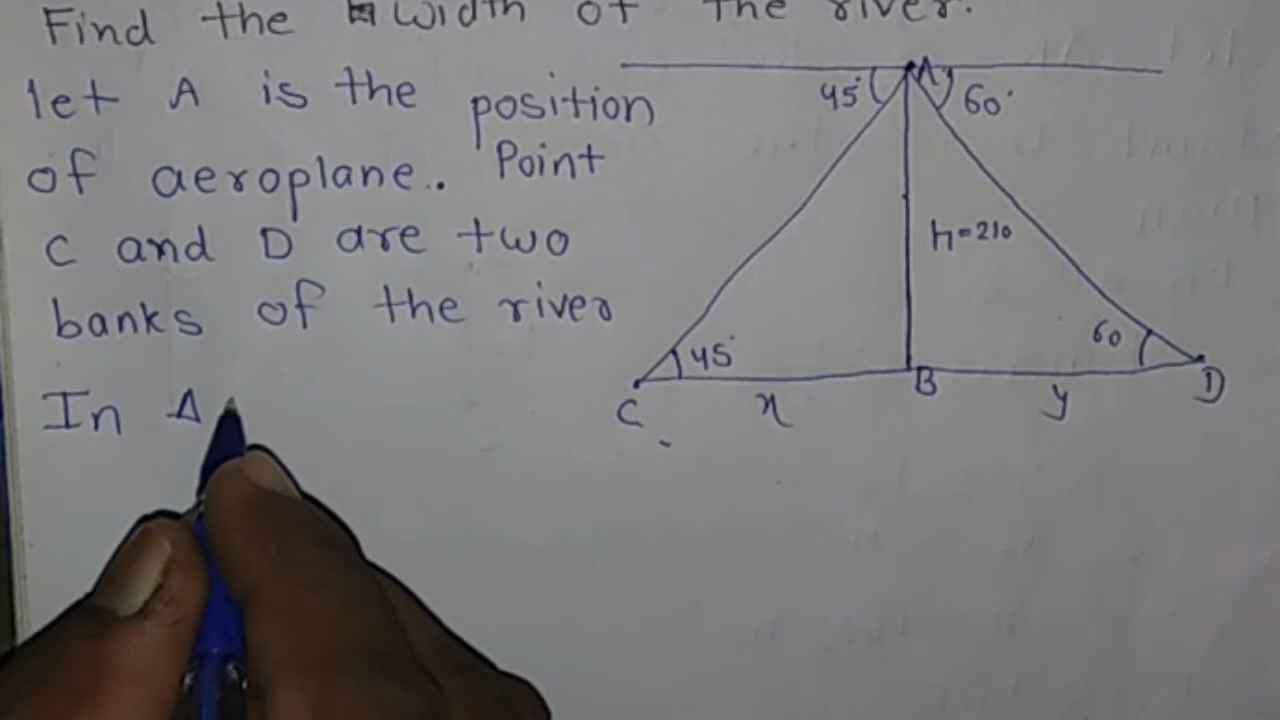 Find the width of the river.
let A is the position
of aeroplane. Point
C and D are two
banks of the river
In Δ
A
45°
60°
h=210
45°
60
C
x
B
y
D